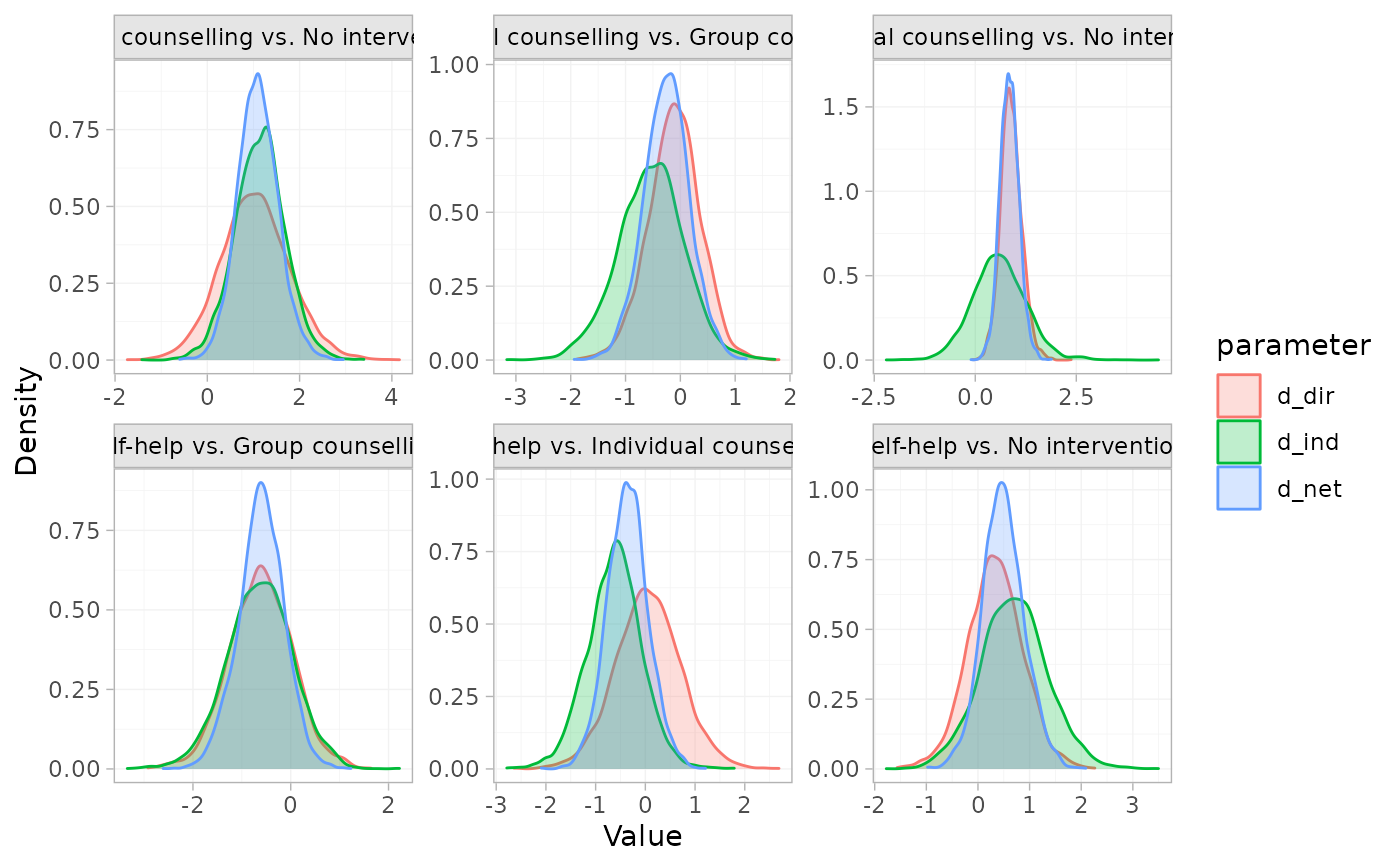 counselling vs. No interve
l counselling vs. Group co
al counselling vs. No inter
1.00
0.75
0.50
0.25
0.00
0.75
0.50
0.25
0.00
1.5
1.0
0.5
0.0
-2 0 2 4
-3 -2 -1 0 1 2
-2.5 0.0 2.5
Density
lf-help vs. Group counselli
help vs. Individual counse
elf-help vs. No interventio
0.75
0.50
0.25
0.00
1.00
0.75
0.50
0.25
0.00
1.00
0.75
0.50
0.25
0.00
-2 0 2
-3 -2 -1 0 1 2
-2 -1 0 1 2 3
Value
parameter
d_dir
d_ind
d_net